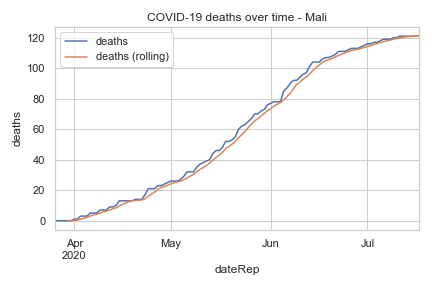 COVID-19 deaths over time - Mali
deaths
deaths (rolling)
120
100
80
60
40
20
0
deaths
Apr
2020
May
Jun
Jul
dateRep